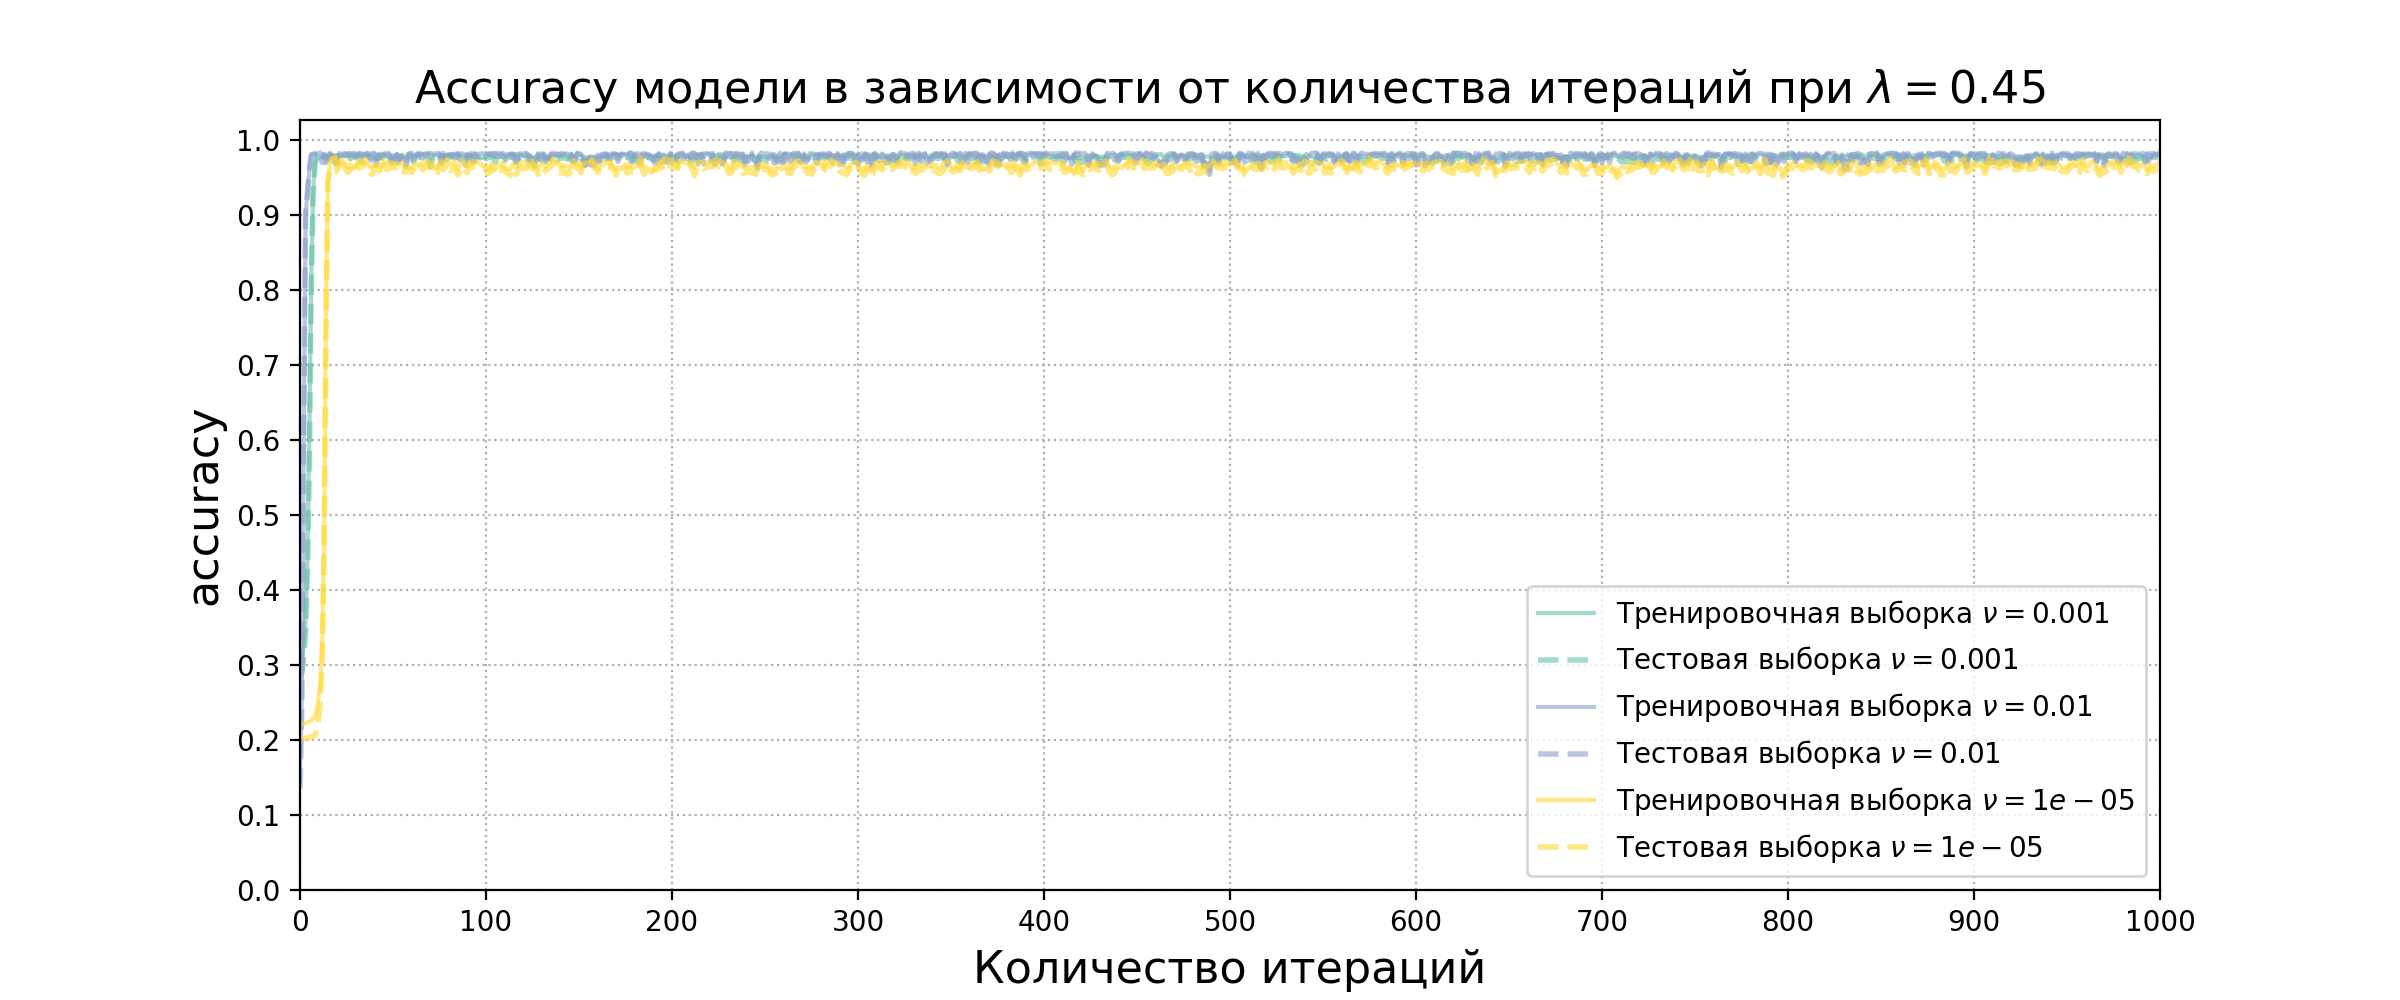 Accuracy модели в зависимости от количества итераций при λ = 0.45
accuracy
1.0
0.9
0.8
0.7
0.6
0.5
0.4
0.3
0.2
0.1
0.0
Тренировочная выборка ν = 0.001
Тестовая выборка ν = 0.001
Тренировочная выборка ν = 0.01
Тестовая выборка ν = 0.01
Тренировочная выборка ν = 1e − 05
Тестовая выборка ν = 1e − 05
0 100 200 300 400 500 600 700 800 900 1000
Количество итераций